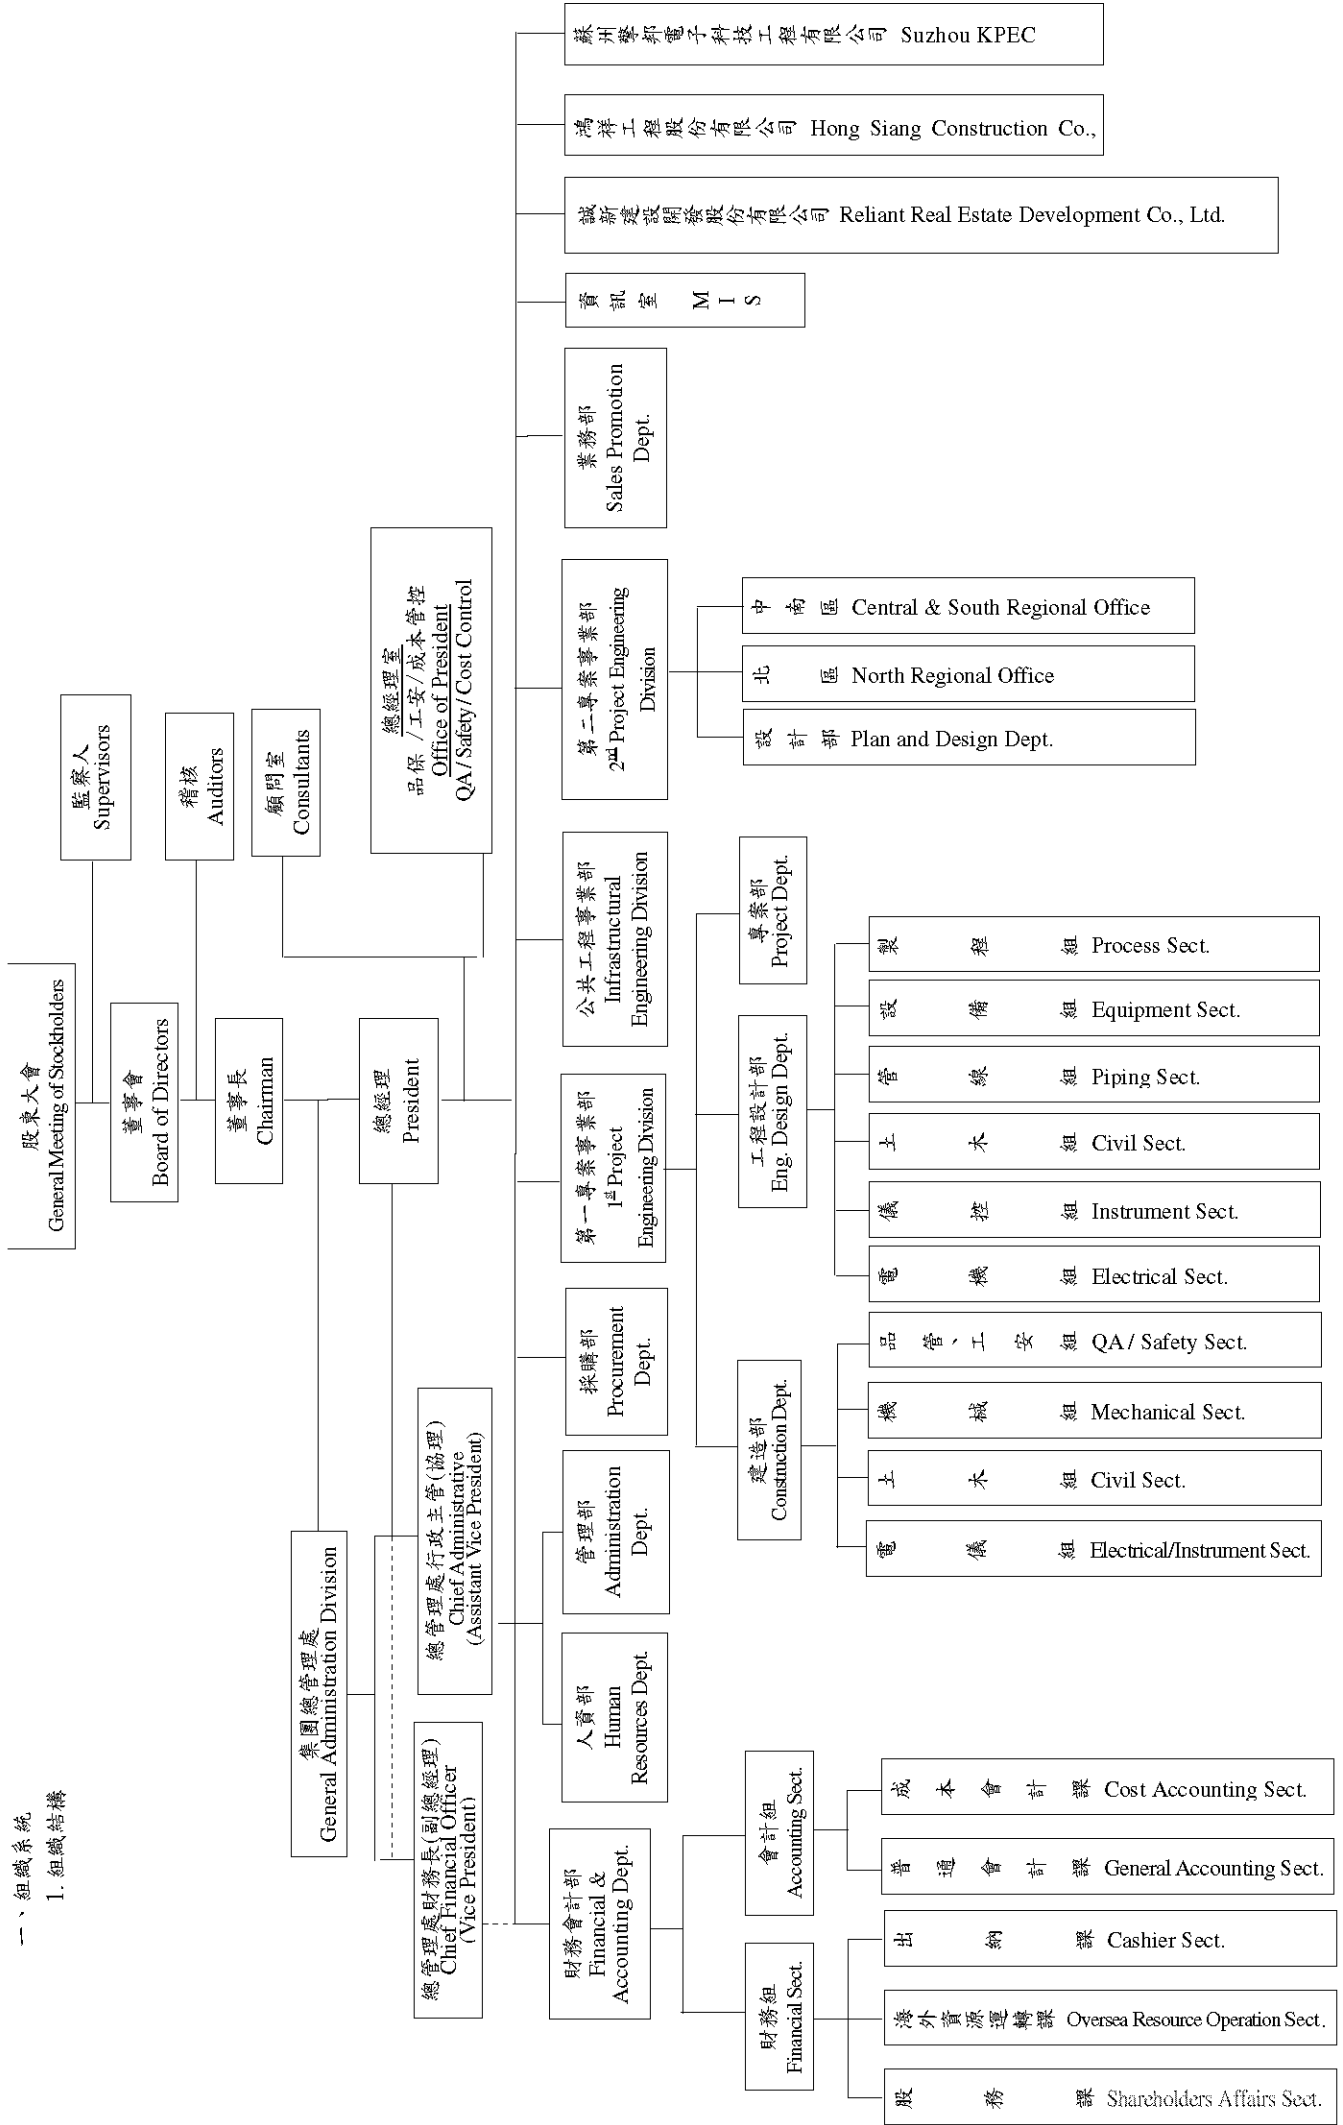 一、組織系統
1. 組織結構
股東大會
General Meeting of Stockholders
監察人
Supervisors
董事會
Board of Directors
稽核
Auditors
董事長
Chairman
顧問室
Consultants
集團總管理處
General Administration Division
總經理
President
總經理室
品保 /工安/成本管控
Office of President
QA/ Safety/ Cost Control
總管理處財務長(副總經理)
Chief Financial Officer
(Vice President)
總管理處行政主管(協理)
Chief Administrative
(Assistant Vice President)
財務會計部
Financial &
Accounting Dept.
人資部
Human
Resources Dept.
管理部
Administration
Dept.
採購部
Procurement
Dept.
第一專案事業部
1st Project
Engineering Division
公共工程事業部
Infrastructural
Engineering Division
第二專案事業部
2nd Project Engineering
Division
業務部
Sales Promotion
Dept.
資訊室 MIS
誠新建設開發股份有限公司 Reliant Real Estate Development Co., Ltd.
鴻祥工程股份有限公司 Hong Siang Construction Co.,
蘇州擎邦電子科技工程有限公司 Suzhou KPEC
財務組
Financial Sect.
會計組
Accounting Sect.
建造部
Construction Dept.
工程設計部
Eng. Design Dept.
專案部
Project Dept.
設計部 Plan and Design Dept.
北區 North Regional Office
中南區 Central & South Regional Office
股務課 Shareholders Affairs Sect.
海外資源運轉課 Oversea Resource Operation Sect.
出納課 Cashier Sect.
普通會計課 General Accounting Sect.
成本會計課 Cost Accounting Sect.
電儀組 Electrical/Instrument Sect.
土木組 Civil Sect.
機械組 Mechanical Sect.
品管、工安組 QA / Safety Sect.
電機組 Electrical Sect.
儀控組 Instrument Sect.
土木組 Civil Sect.
管線組 Piping Sect.
設備組 Equipment Sect.
製程組 Process Sect.